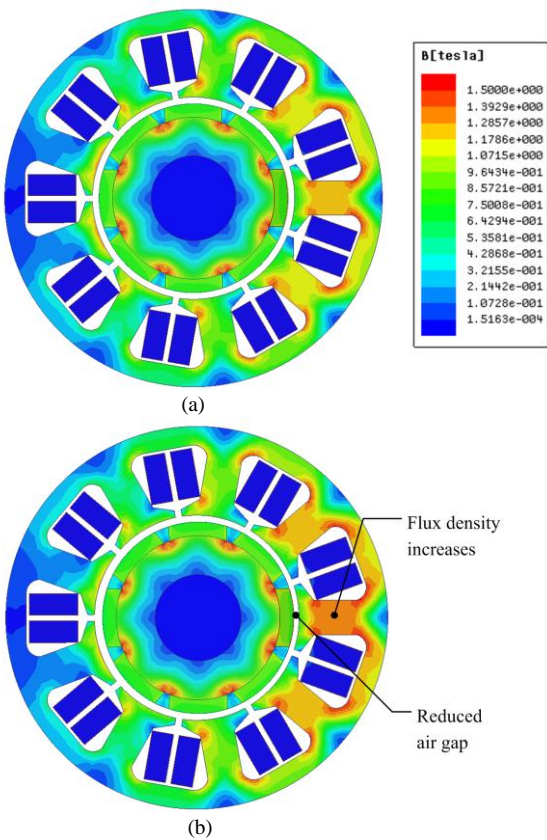 B[tesla]
1.5000e+000
1.3929e+000
1.2857e+000
1.1786e+000
1.0715e+000
9.6434e-001
8.5721e-001
7.5008e-001
6.4294e-001
5.3581e-001
4.2868e-001
3.2155e-001
2.1442e-001
1.0728e-001
1.5163e-004
(a)
Flux density
increases
Reduced
air gap
(b)